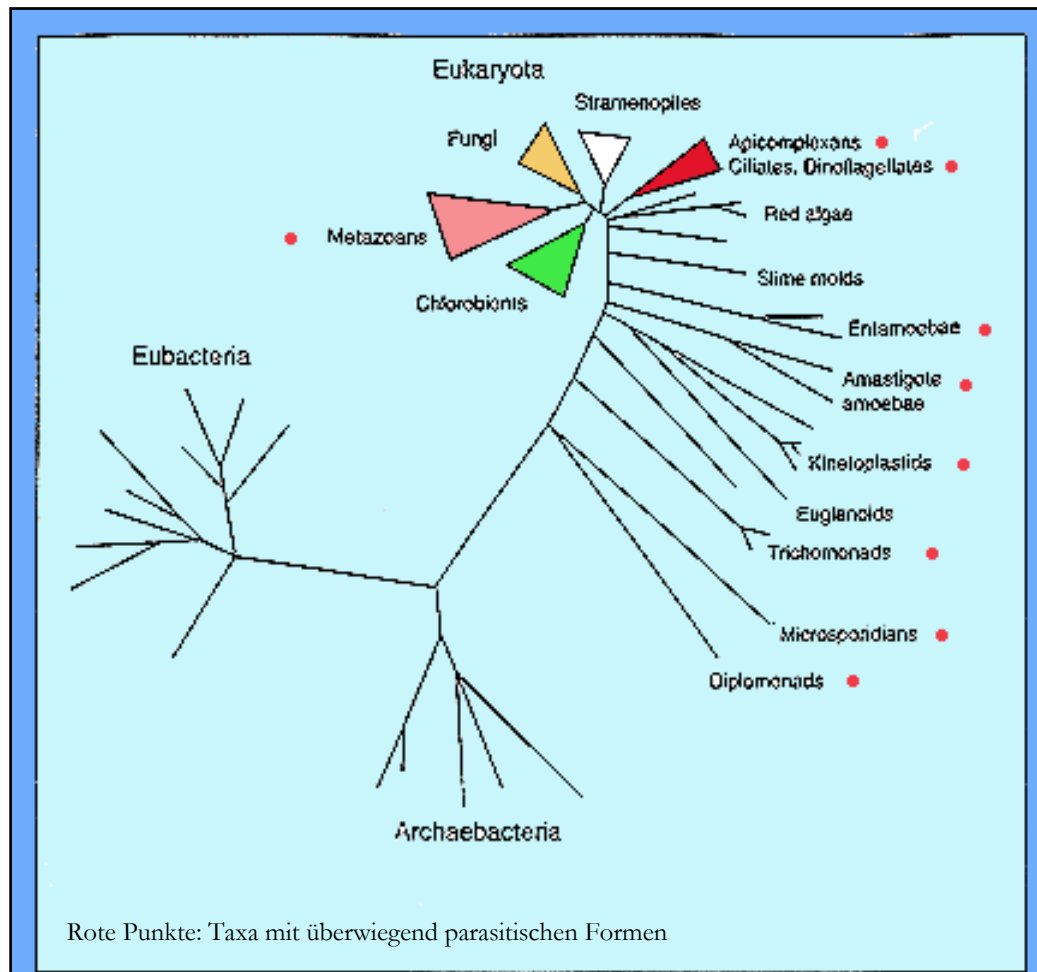 Eukaryota
Stramenopiles
Fungi
Apicomplexans
Ciliates, Dinoflagellates
Red algae
Metazoans
Slime molds
Chlorobionts
Entamoebae
Eubacteria
Amastigote
amoebae
Kinetoplastids
Euglenoids
Trichomonads
Microsporidians
Diplomonads
Archaebacteria
Rote Punkte: Taxa mit überwiegend parasitischen Formen